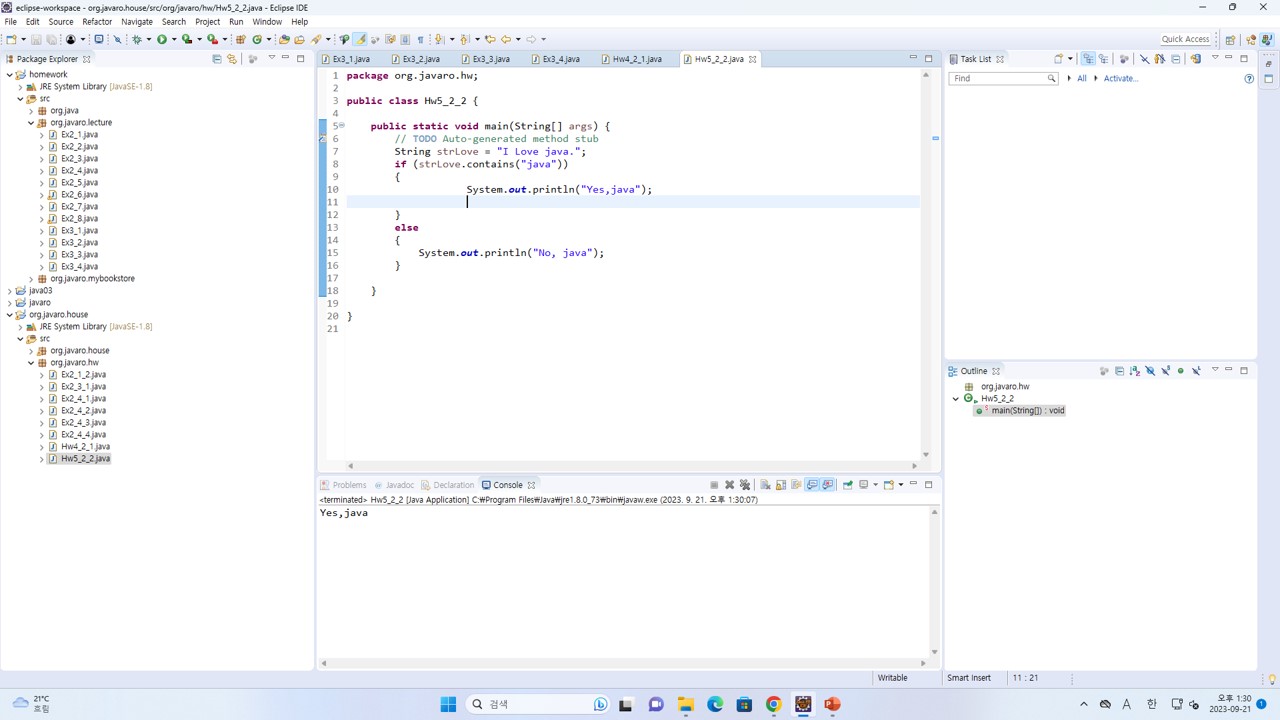 eclipse-workspace - org.javaro.house/src/org/javaro/hw/Hw5_2_2.java - Eclipse IDE
File Edit Source Refactor Navigate Search Project Run Window Help
Quick Access
Package Explorer
homework
JRE System Library [JavaSE-1.8]
src
org.java
org.javaro.lecture
Ex2_1.java
Ex2_2.java
Ex2_3.java
Ex2_4.java
Ex2_5.java
Ex2_6.java
Ex2_7.java
Ex2_8.java
Ex3_1.java
Ex3_2.java
Ex3_3.java
Ex3_4.java
org.javaro.mybookstore
java03
javaro
org.javaro.house
JRE System Library [JavaSE-1.8]
src
org.javaro.house
org.javaro.hw
Ex2_1_2.java
Ex2_3_1.java
Ex2_4_1.java
Ex2_4_2.java
Ex2_4_3.java
Ex2_4_4.java
Hw4_2_1.java
Hw5_2_2.java
Ex3_1.java Ex3_2.java Ex3_3.java Ex3_4.java Hw4_2_1.java Hw5_2_2.java
1 package org.javaro.hw;
2
3 public class Hw5_2_2 {
4
5 public static void main(String[] args) {
6 // TODO Auto-generated method stub
7 String strLove = "I Love java.";
8 if (strLove.contains("java"))
9 {
10 System.out.println("Yes,java");
11
12 }
13 else
14 {
15 System.out.println("No, java");
16 }
17
18 }
19
20 }
21
Problems Javadoc Declaration Console
<terminated> Hw5_2_2 [Java Application] C:₩Program Files₩Java₩jre1.8.0_73₩bin₩javaw.exe (2023. 9. 21. 오후 1:30:07)
Yes,java
Task List
Find All Activate...
Outline
org.javaro.hw
Hw5_2_2
main(String[]) : void
Writable Smart Insert 11 : 21
21℃
흐림
검색
A 한
오후 1:30
2023-09-21